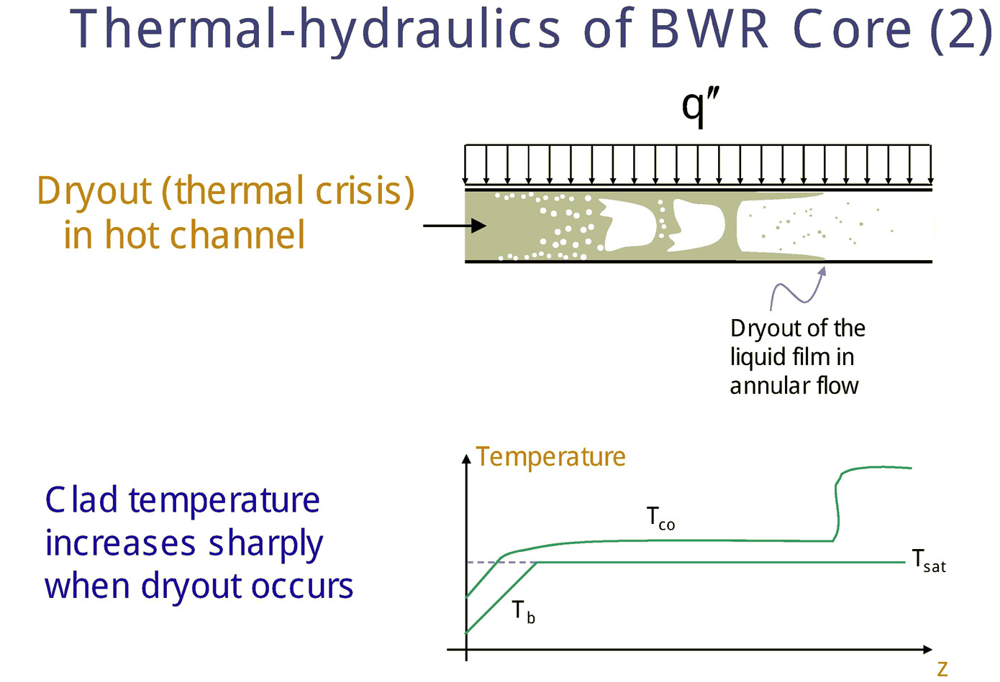 Thermal-hydraulics of BWR Core (2)
q″
Dryout (thermal crisis)
in hot channel
Dryout of the
liquid film in
annular flow
Temperature
Clad temperature
increases sharply
when dryout occurs
Tco
Tsat
Tb
z